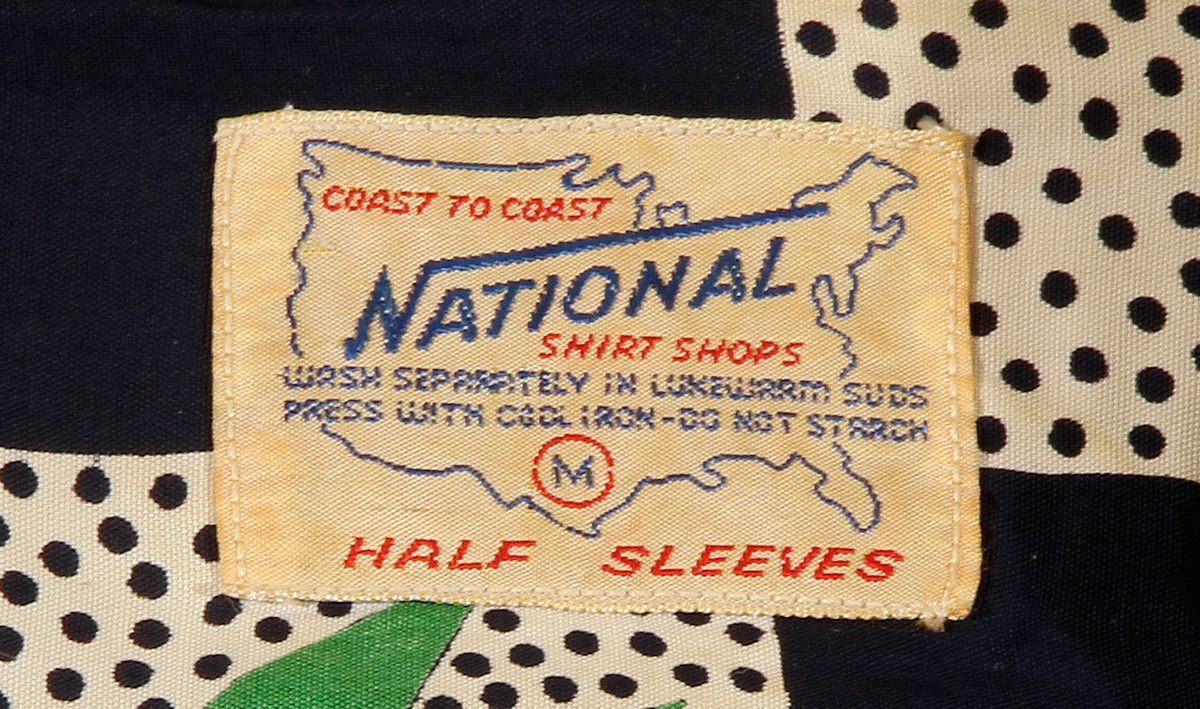 COAST TO COAST
NATIONAL
SHIRT SHOPS
WASH SEPARATELY IN LUKEWARM SUDS
PRESS WITH COOL IRON-DO NOT STARCH
M
HALF SLEEVES